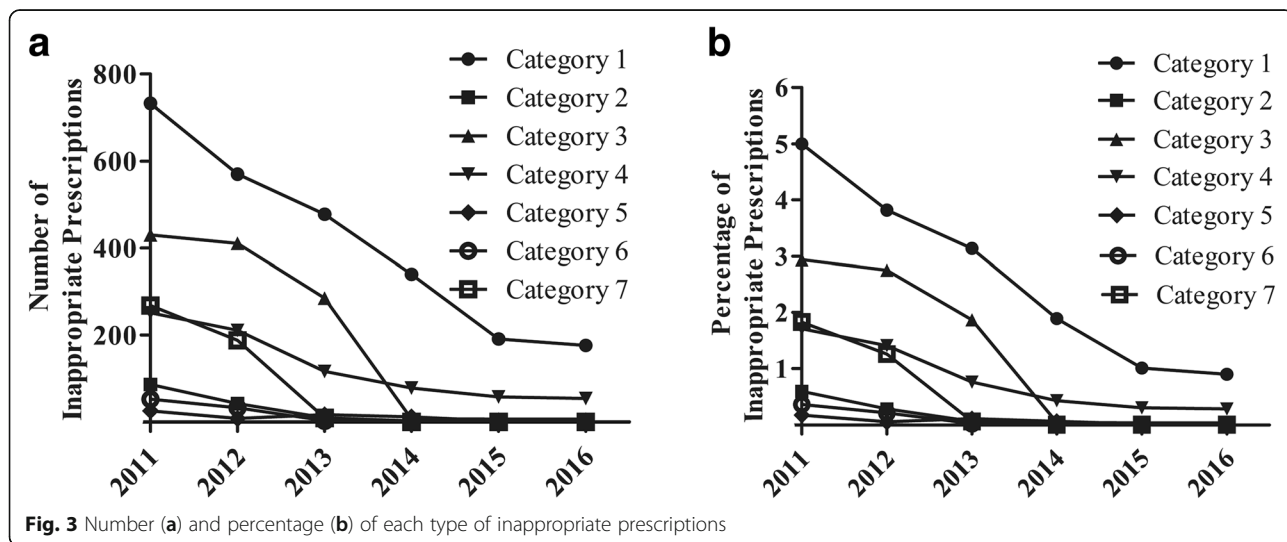 a
Number of
Inappropriate Prescriptions
800
600
400
200
2011
2012
2013
2014
2015
2016
Category 1
Category 2
Category 3
Category 4
Category 5
Category 6
Category 7
b
Percentage of
Inappropriate Prescriptions
6
5
4
3
2
1
2011
2012
2013
2014
2015
2016
Category 1
Category 2
Category 3
Category 4
Category 5
Category 6
Category 7
Fig. 3 Number (a) and percentage (b) of each type of inappropriate prescriptions